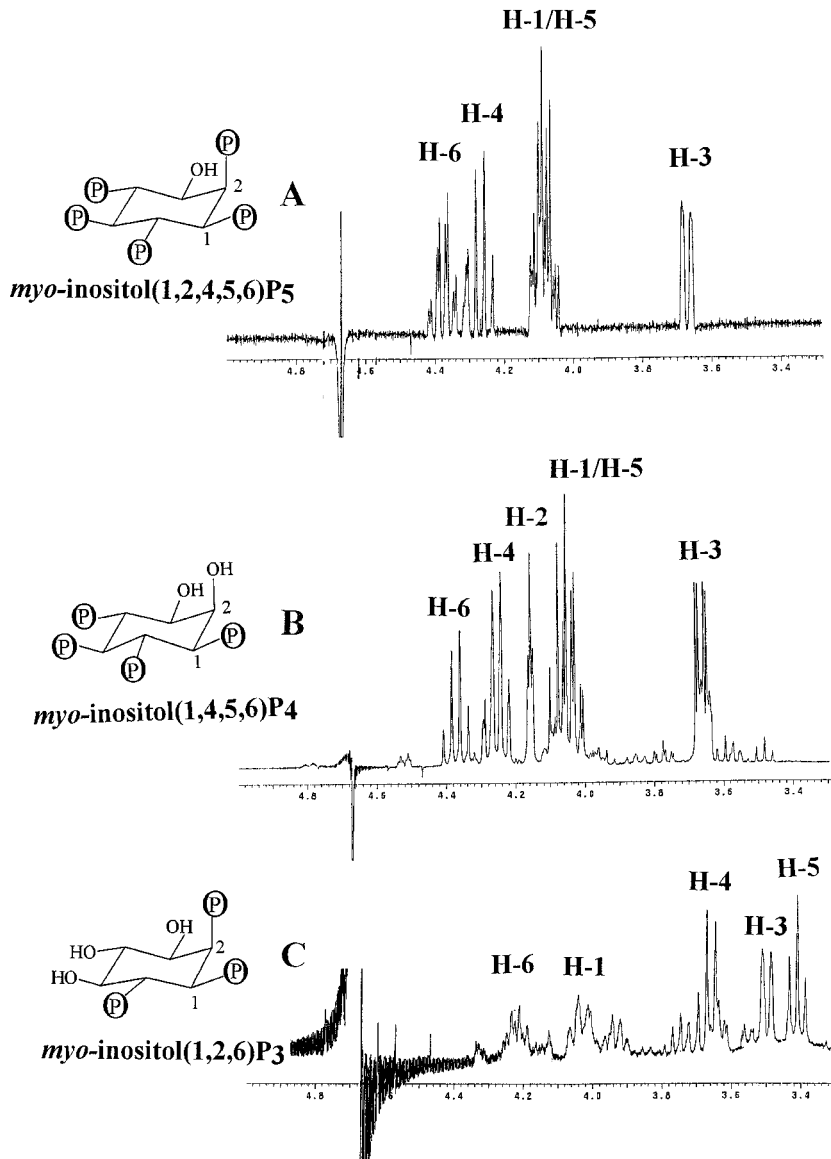 H-1/H-5
H-4
H-6
H-3
P
OH
P
2
A
P
P
1
P
myo-inositol(1,2,4,5,6)P5
4.8 4.6 4.4 4.2 4.0 3.8 3.6 3.4
H-1/H-5
H-2
H-4
H-3
OH
OH
H-6
P
2
B
P
P
1
P
myo-inositol(1,4,5,6)P4
4.8 4.6 4.4 4.2 4.0 3.8 3.6 3.4
H-5
H-4
P
H-3
OH
HO
2
C
H-6
H-1
HO
P
1
P
myo-inositol(1,2,6)P3
4.8 4.6 4.4 4.2 4.0 3.8 3.6 3.4